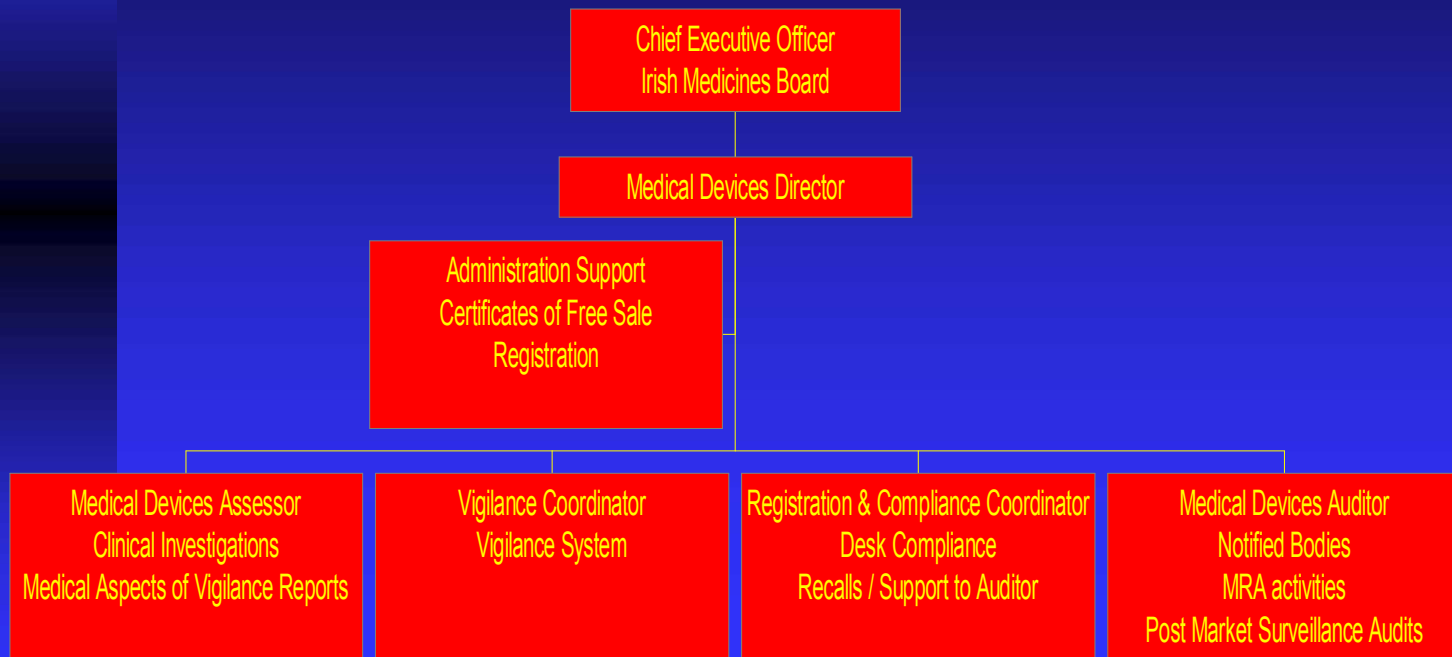 Chief Executive Officer
Irish Medicines Board
Medical Devices Director
Administration Support
Certificates of Free Sale
Registration
Medical Devices Assessor
Clinical Investigations
Medical Aspects of Vigilance Reports
Vigilance Coordinator
Vigilance System
Registration & Compliance Coordinator
Desk Compliance
Recalls / Support to Auditor
Medical Devices Auditor
Notified Bodies
MRA activities
Post Market Surveillance Audits